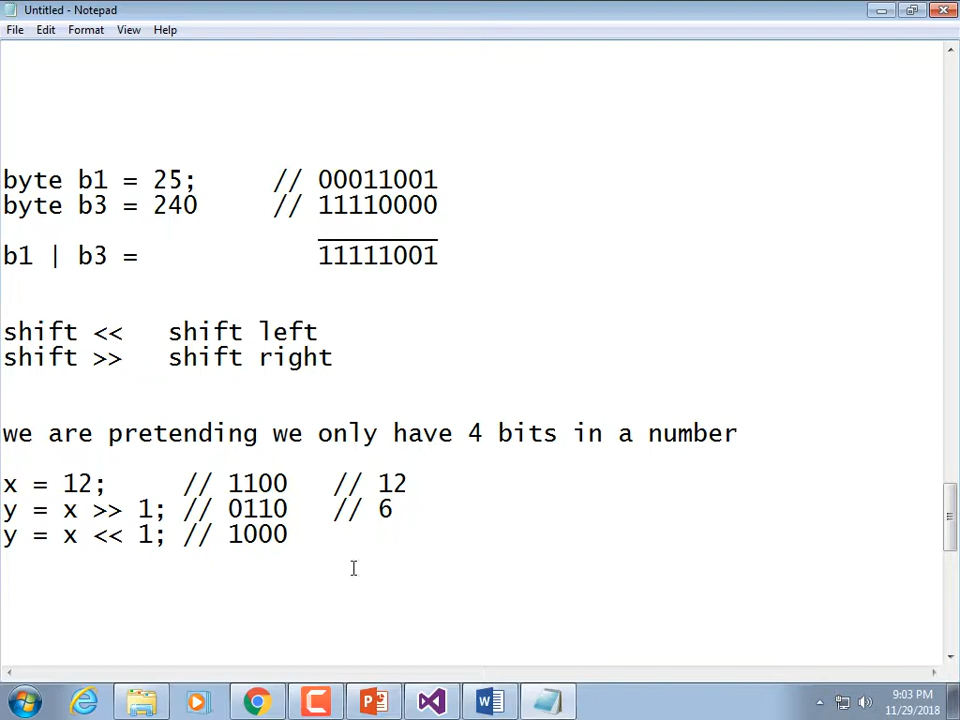 Untitled - Notepad
File Edit Format View Help
byte b1 = 25; // 00011001
byte b3 = 240 // 11110000
________
b1 | b3 = 11111001
shift << shift left
shift >> shift right
we are pretending we only have 4 bits in a number
x = 12; // 1100 // 12
y = x >> 1; // 0110 // 6
y = x << 1; // 1000
9:03 PM
11/29/2018